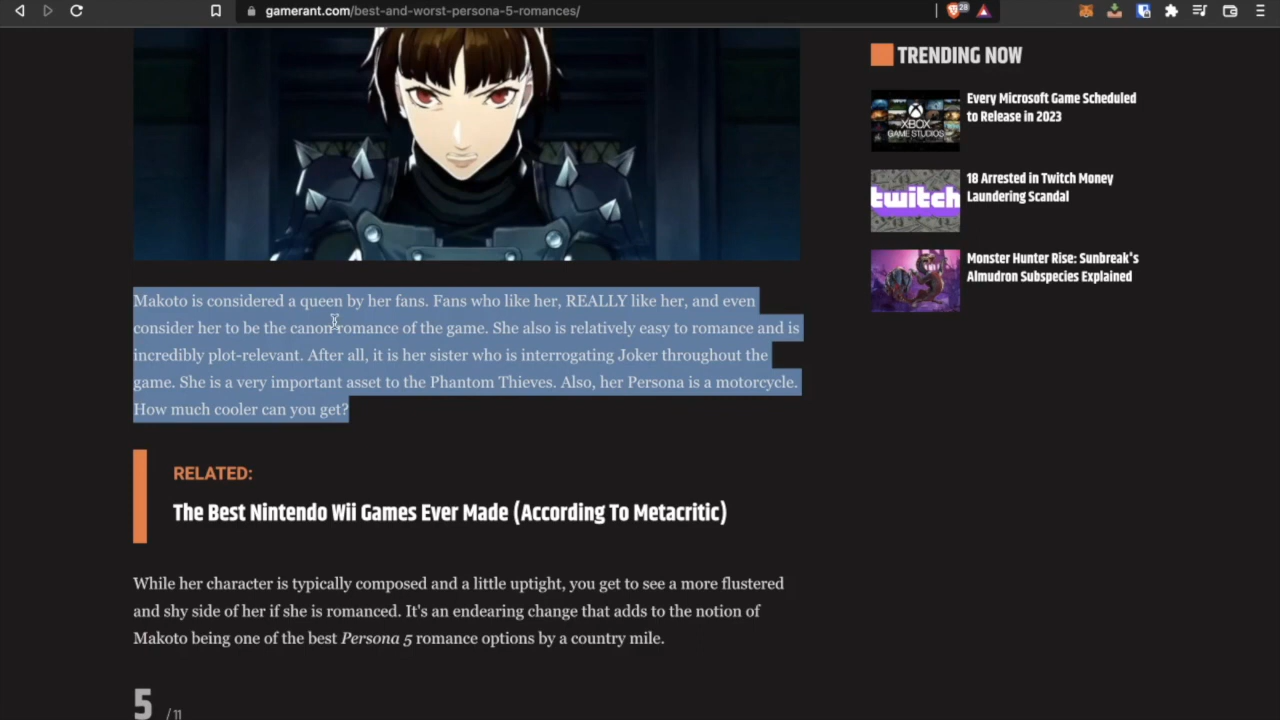 gamerant.com/best-and-worst-persona-5-romances/
28
TRENDING NOW
Every Microsoft Game Scheduled
to Release in 2023
XBOX
GAME STUDIOS
18 Arrested in Twitch Money
Laundering Scandal
twitch
Monster Hunter Rise: Sunbreak's
Almudron Subspecies Explained
Makoto is considered a queen by her fans. Fans who like her, REALLY like her, and even
consider her to be the canon romance of the game. She also is relatively easy to romance and is
incredibly plot-relevant. After all, it is her sister who is interrogating Joker throughout the
game. She is a very important asset to the Phantom Thieves. Also, her Persona is a motorcycle.
How much cooler can you get?
RELATED:
The Best Nintendo Wii Games Ever Made (According To Metacritic)
While her character is typically composed and a little uptight, you get to see a more flustered
and shy side of her if she is romanced. It's an endearing change that adds to the notion of
Makoto being one of the best Persona 5 romance options by a country mile.
5 / 11